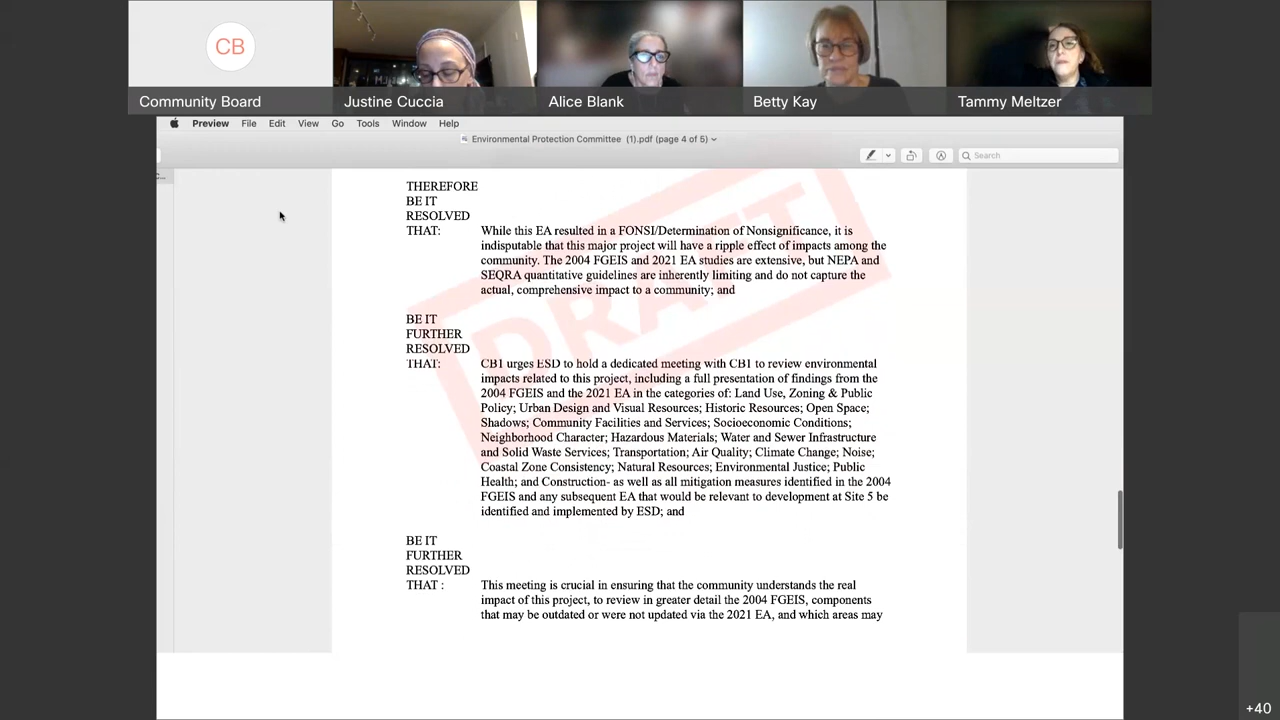 CB
Community Board
Justine Cuccia
Alice Blank
Betty Kay
Tammy Meltzer
Preview File Edit View Go Tools Window Help
Environmental Protection Committee (1).pdf (page 4 of 5)
Search
DRAFT
THEREFORE
BE IT
RESOLVED
THAT: While this EA resulted in a FONSI/Determination of Nonsignificance, it is
indisputable that this major project will have a ripple effect of impacts among the
community. The 2004 FGEIS and 2021 EA studies are extensive, but NEPA and
SEQRA quantitative guidelines are inherently limiting and do not capture the
actual, comprehensive impact to a community; and
BE IT
FURTHER
RESOLVED
THAT: CB1 urges ESD to hold a dedicated meeting with CB1 to review environmental
impacts related to this project, including a full presentation of findings from the
2004 FGEIS and the 2021 EA in the categories of: Land Use, Zoning & Public
Policy; Urban Design and Visual Resources; Historic Resources; Open Space;
Shadows; Community Facilities and Services; Socioeconomic Conditions;
Neighborhood Character; Hazardous Materials; Water and Sewer Infrastructure
and Solid Waste Services; Transportation; Air Quality; Climate Change; Noise;
Coastal Zone Consistency; Natural Resources; Environmental Justice; Public
Health; and Construction- as well as all mitigation measures identified in the 2004
FGEIS and any subsequent EA that would be relevant to development at Site 5 be
identified and implemented by ESD; and
BE IT
FURTHER
RESOLVED
THAT : This meeting is crucial in ensuring that the community understands the real
impact of this project, to review in greater detail the 2004 FGEIS, components
that may be outdated or were not updated via the 2021 EA, and which areas may
+40